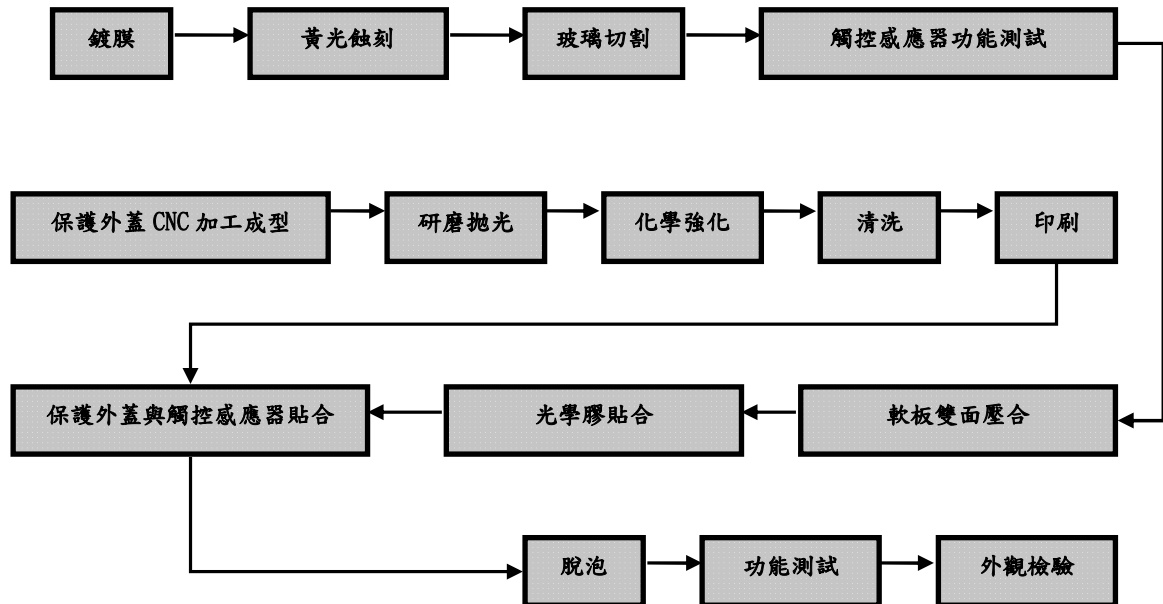 鍍膜
黃光蝕刻
玻璃切割
觸控感應器功能測試
保護外蓋 CNC 加工成型
研磨拋光
化學強化
清洗
印刷
保護外蓋與觸控感應器貼合
光學膠貼合
軟板雙面壓合
脫泡
功能測試
外觀檢驗